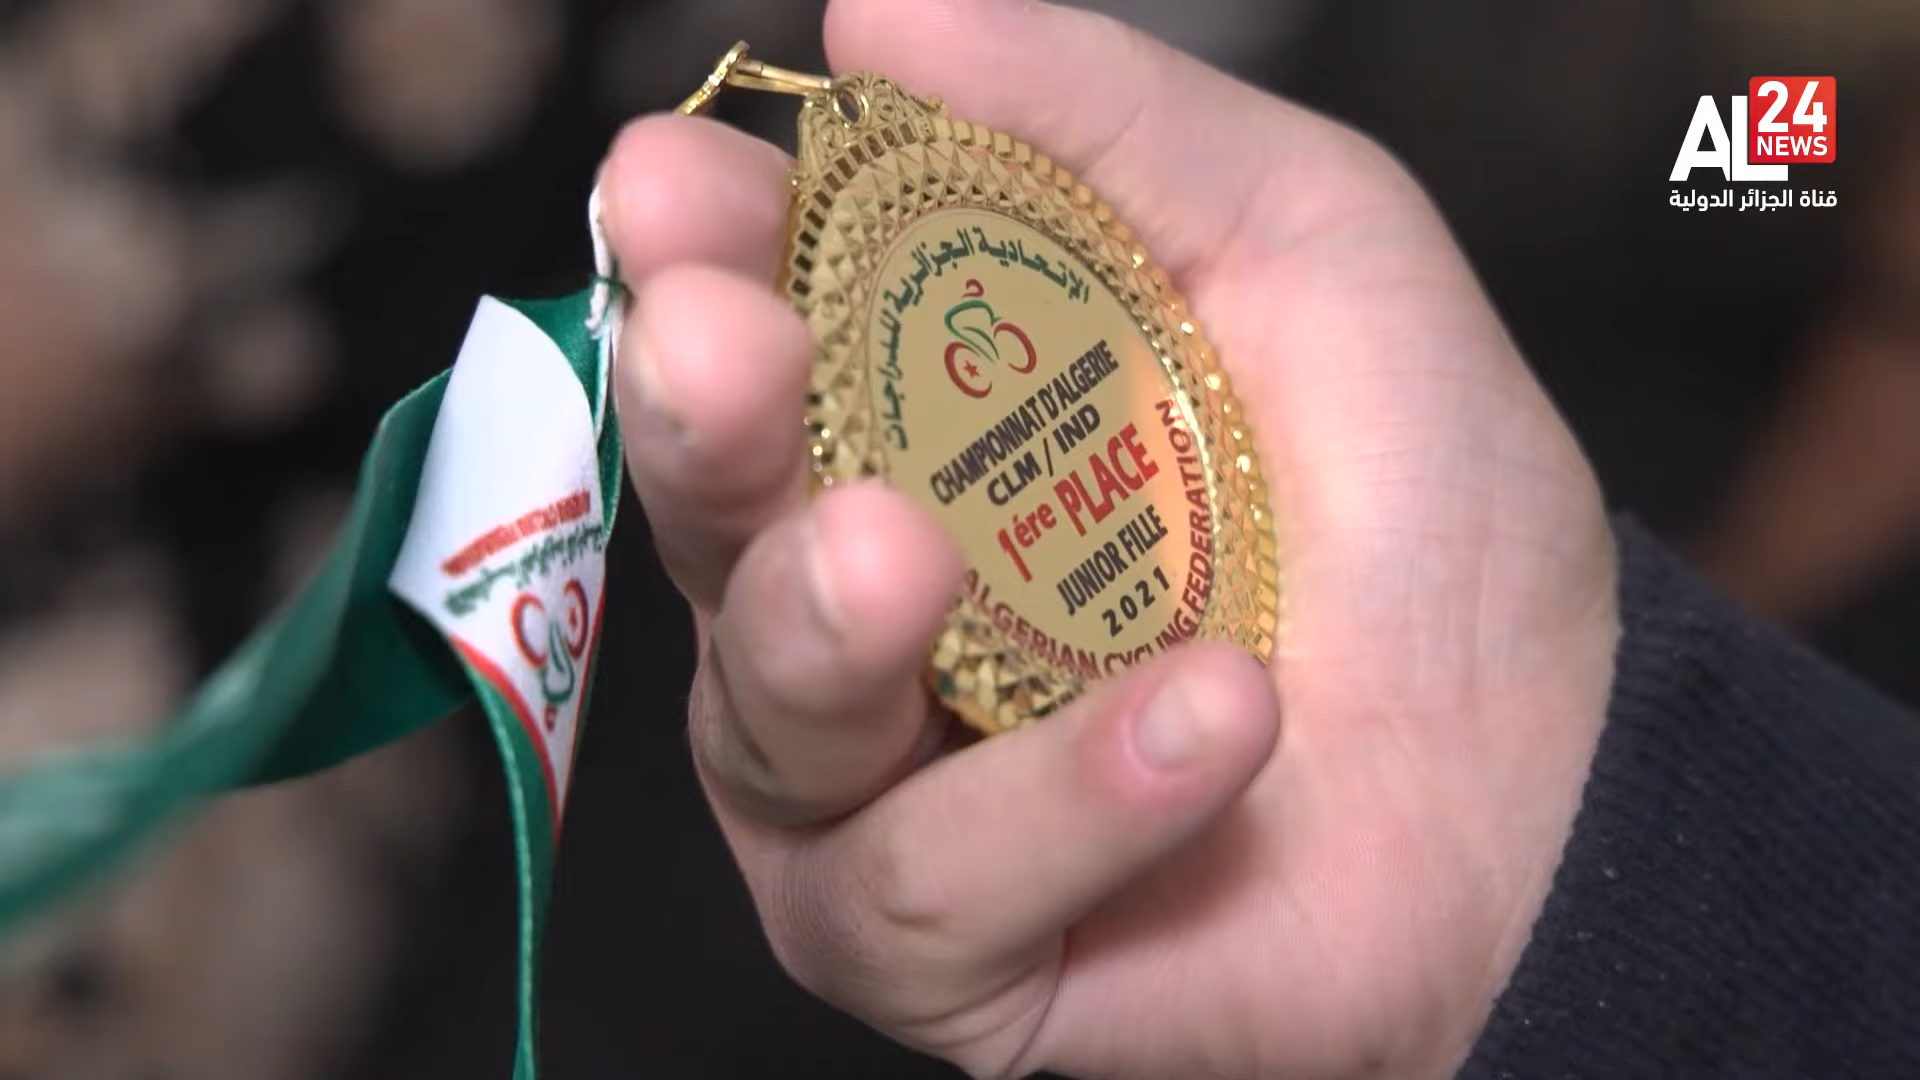 AL
24
NEWS
قناة الجزائر الدولية
الإتحادية الجزائرية للدراجات
CHAMPIONNAT D'ALGERIE
CLM / IND
1ére PLACE
JUNIOR FILLE
2021
ALGERIAN CYCLING FEDERATION